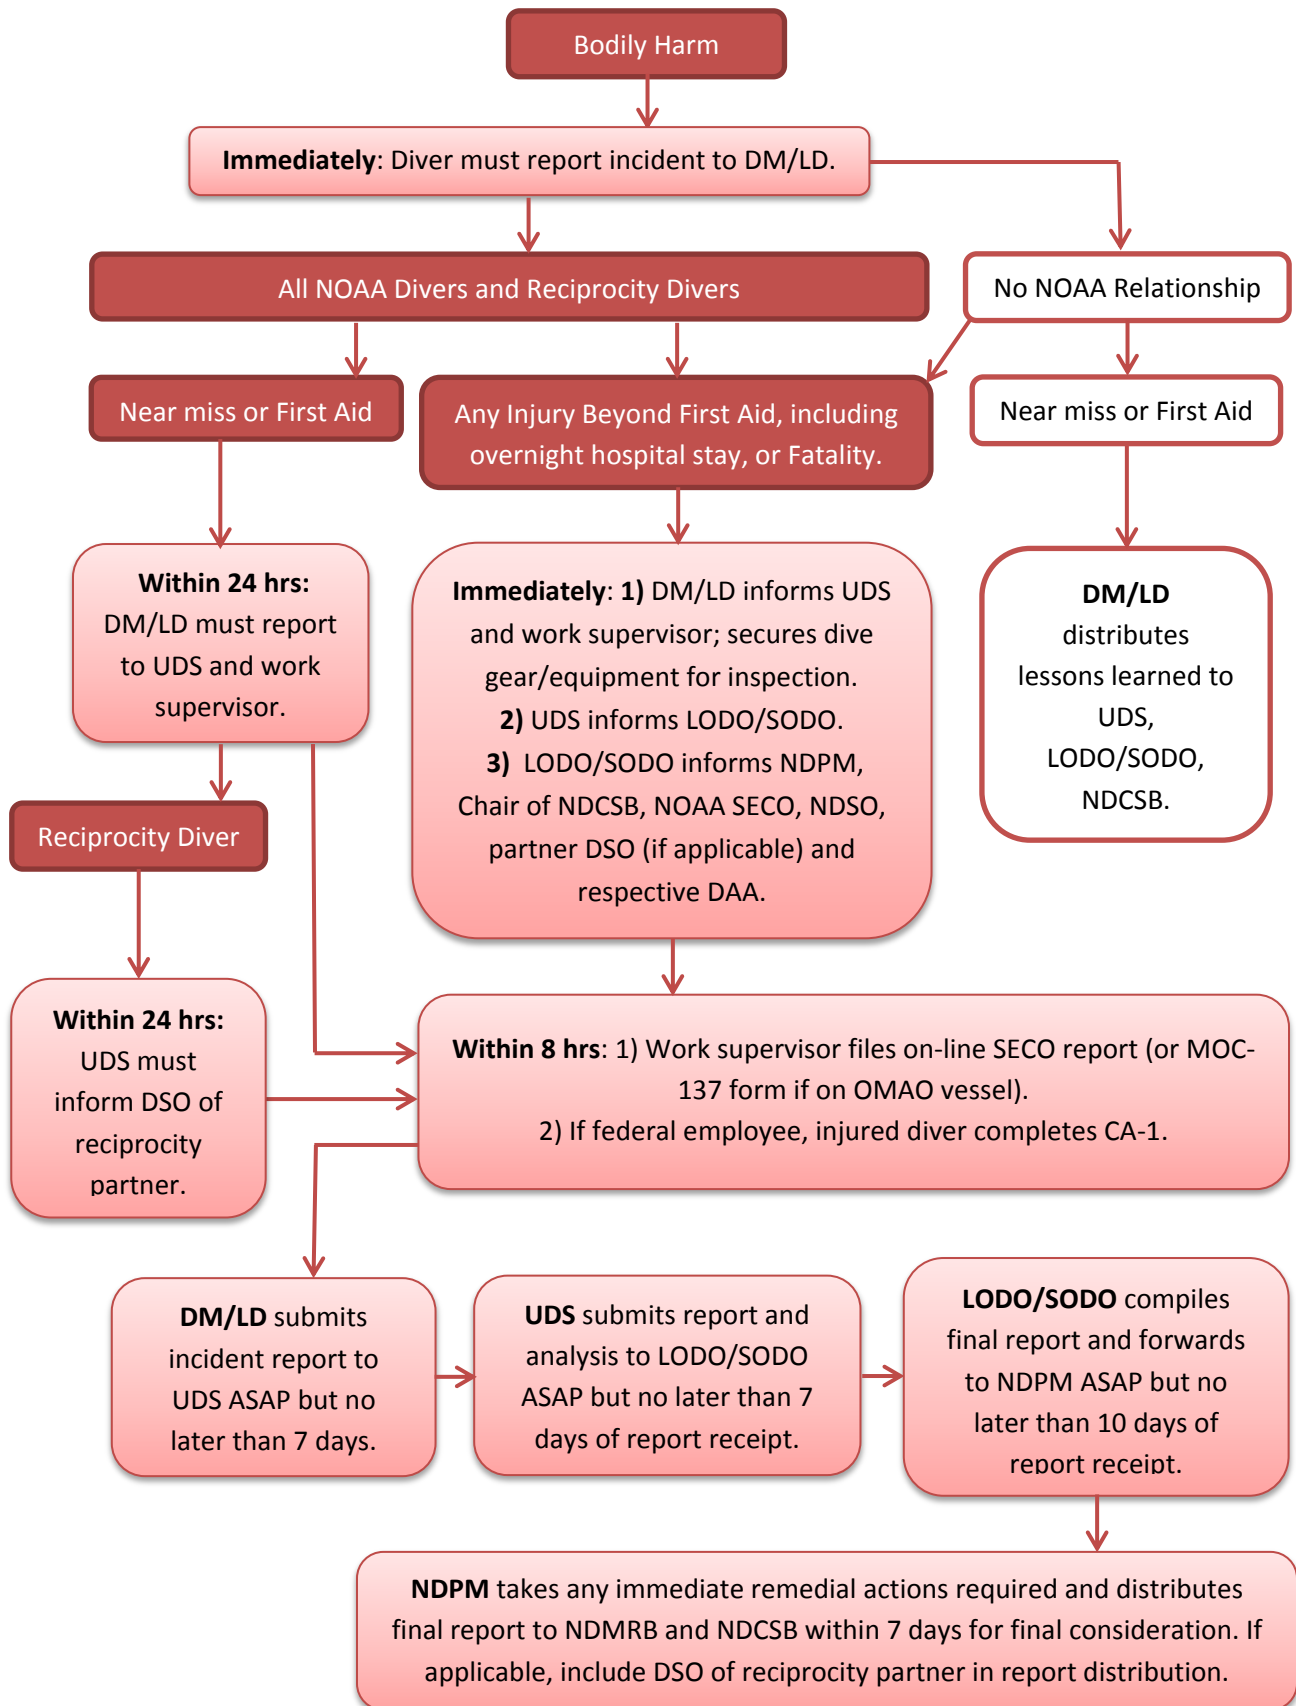 Bodily Harm
Immediately: Diver must report incident to DM/LD.
All NOAA Divers and Reciprocity Divers
No NOAA Relationship
Near miss or First Aid
Any Injury Beyond First Aid, including
overnight hospital stay, or Fatality.
Near miss or First Aid
Within 24 hrs:
DM/LD must report
to UDS and work
supervisor.
Immediately: 1) DM/LD informs UDS
and work supervisor; secures dive
gear/equipment for inspection.
2) UDS informs LODO/SODO.
3) LODO/SODO informs NDPM,
Chair of NDCSB, NOAA SECO, NDSO,
partner DSO (if applicable) and
respective DAA.
DM/LD
distributes
lessons learned to
UDS,
LODO/SODO,
NDCSB.
Reciprocity Diver
Within 24 hrs:
UDS must
inform DSO of
reciprocity
partner.
Within 8 hrs: 1) Work supervisor files on-line SECO report (or MOC-
137 form if on OMAO vessel).
2) If federal employee, injured diver completes CA-1.
DM/LD submits
incident report to
UDS ASAP but no
later than 7 days.
UDS submits report and
analysis to LODO/SODO
ASAP but no later than 7
days of report receipt.
LODO/SODO compiles
final report and forwards
to NDPM ASAP but no
later than 10 days of
report receipt.
NDPM takes any immediate remedial actions required and distributes
final report to NDMRB and NDCSB within 7 days for final consideration. If
applicable, include DSO of reciprocity partner in report distribution.